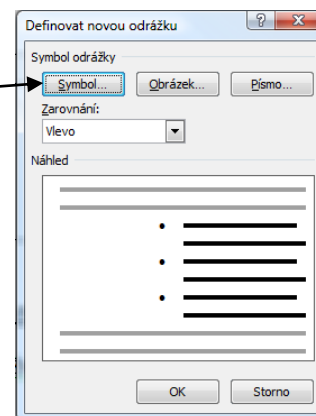 Definovat novou odrážku
Symbol odrážky
Symbol... Obrázek... Písmo...
Zarovnání:
Vlevo
Náhled
OK Storno